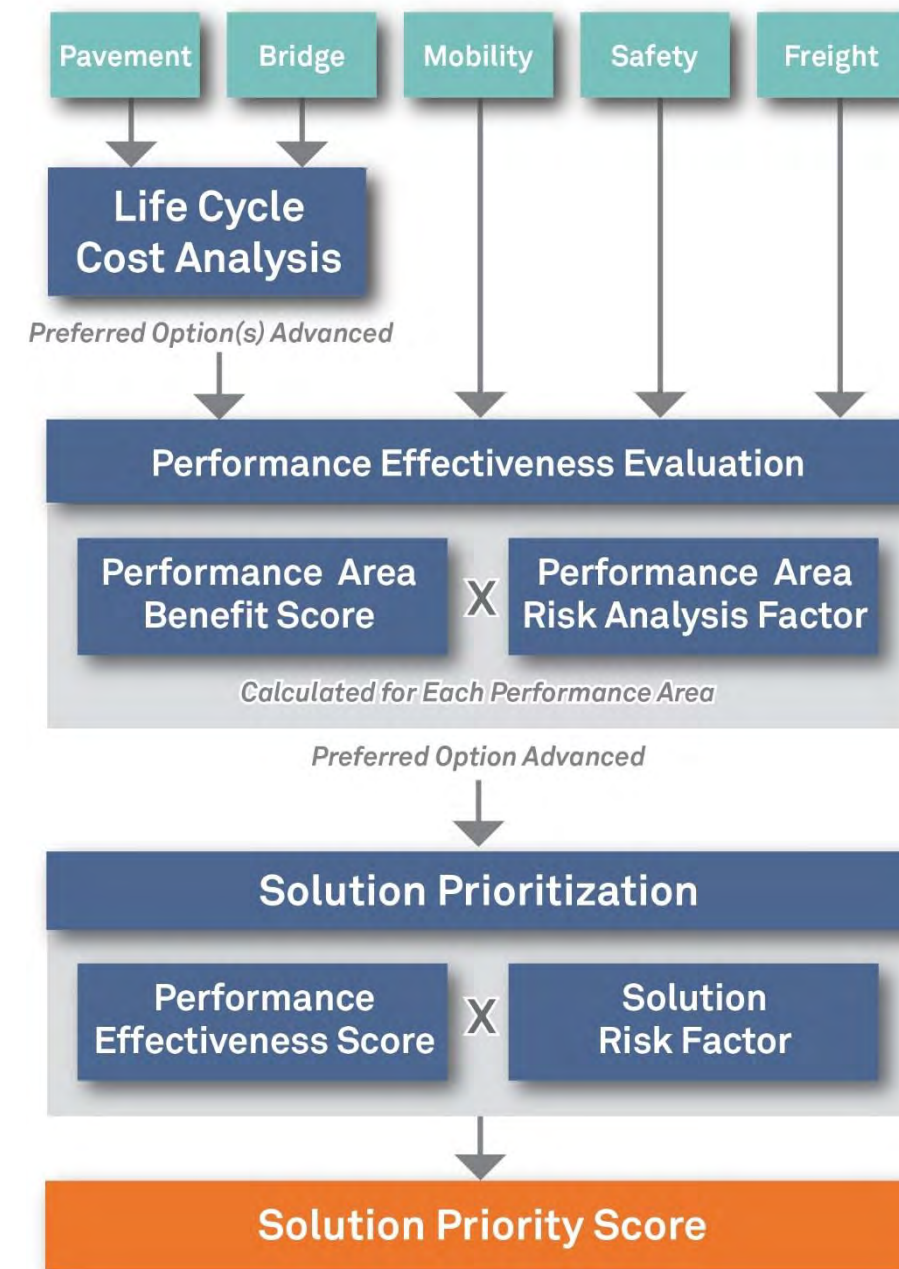 Pavement
Bridge
Mobility
Safety
Freight
Life Cycle
Cost Analysis
Preferred Option(s) Advanced
Performance Effectiveness Evaluation
Performance Area
Benefit Score
X
Performance Area
Risk Analysis Factor
Calculated for Each Performance Area
Preferred Option Advanced
Solution Prioritization
Performance
Effectiveness Score
X
Solution
Risk Factor
Solution Priority Score